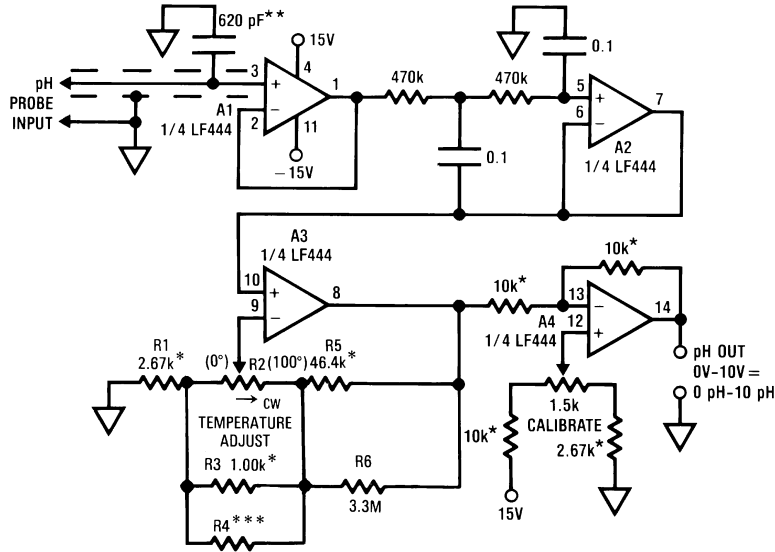 620 pF**
15V
0.1
pH
3
4
1
470k
470k
5
7
PROBE
A1
6
INPUT
1/4 LF444
2
11
A2
1/4 LF444
−15V
0.1
A3
1/4 LF444
10k*
10
8
10k*
13
14
9
A4
12
1/4 LF444
R1
2.67k*
(0°)
R2
(100°)
R5
46.4k*
pH OUT
0V-10V =
0 pH-10 pH
→ CW
TEMPERATURE
ADJUST
1.5k
CALIBRATE
10k*
2.67k*
R3 1.00k*
R6
3.3M
15V
R4***
+
−
+
−
+
−
−
+